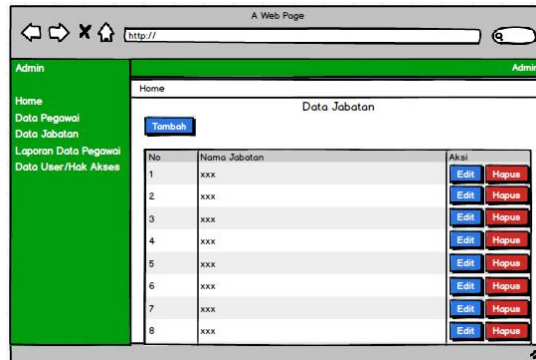 A Web Page
http://
Admin
Admin
Home
Home
Data Pegawai
Data Jabatan
Laporan Data Pegawai
Data User/Hak Akses
Data Jabatan
Tambah
No Nama Jabatan Aksi
1 xxx Edit Hapus
2 xxx Edit Hapus
3 xxx Edit Hapus
4 xxx Edit Hapus
5 xxx Edit Hapus
6 xxx Edit Hapus
7 xxx Edit Hapus
8 xxx Edit Hapus